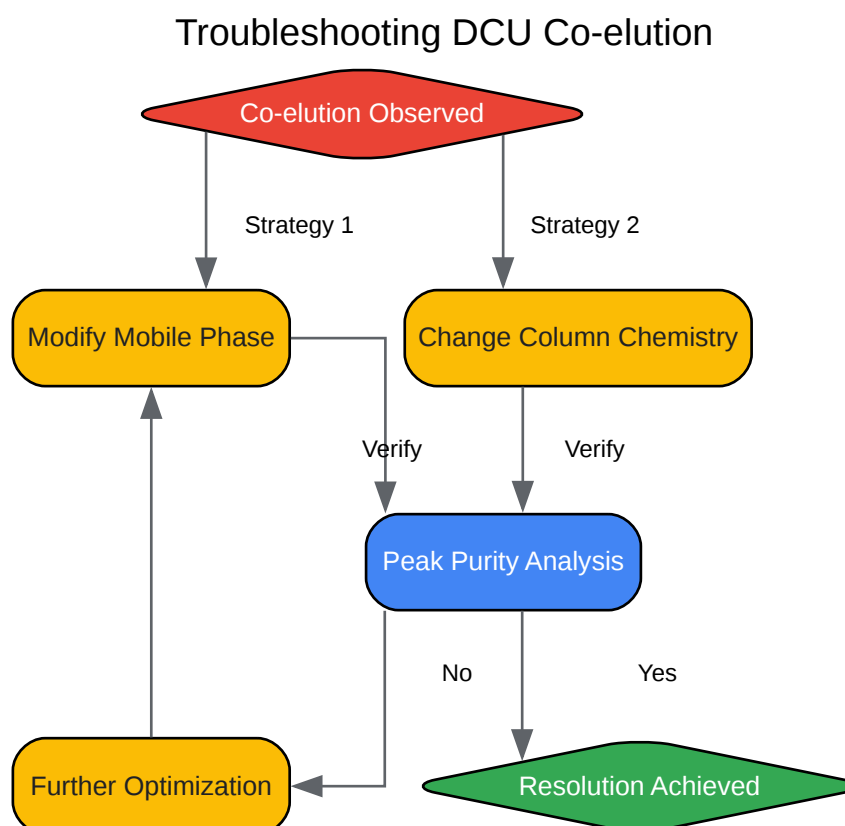 Troubleshooting DCU Co-elution
Co-elution Observed
Strategy 1
Strategy 2
Modify Mobile Phase
Change Column Chemistry
Verify
Verify
Peak Purity Analysis
No
Yes
Further Optimization
Resolution Achieved